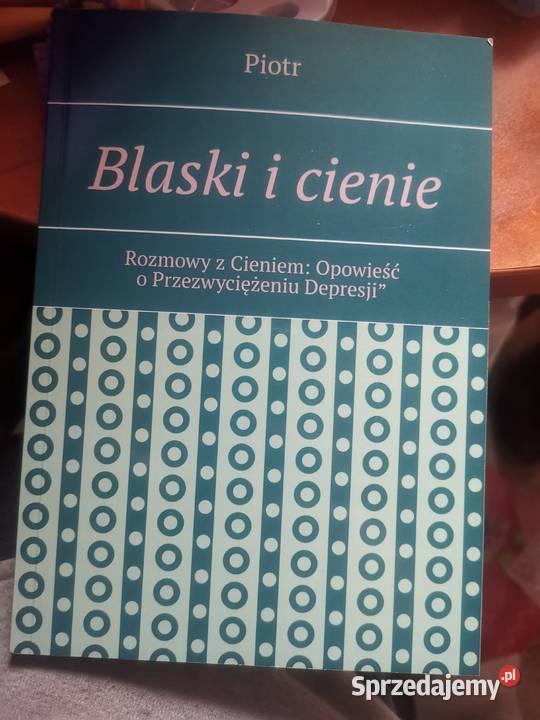 Piotr
Blaski i cienie
Rozmowy z Cieniem: Opowieść
o Przezwyciężeniu Depresji”
Sprzedajemy.pl